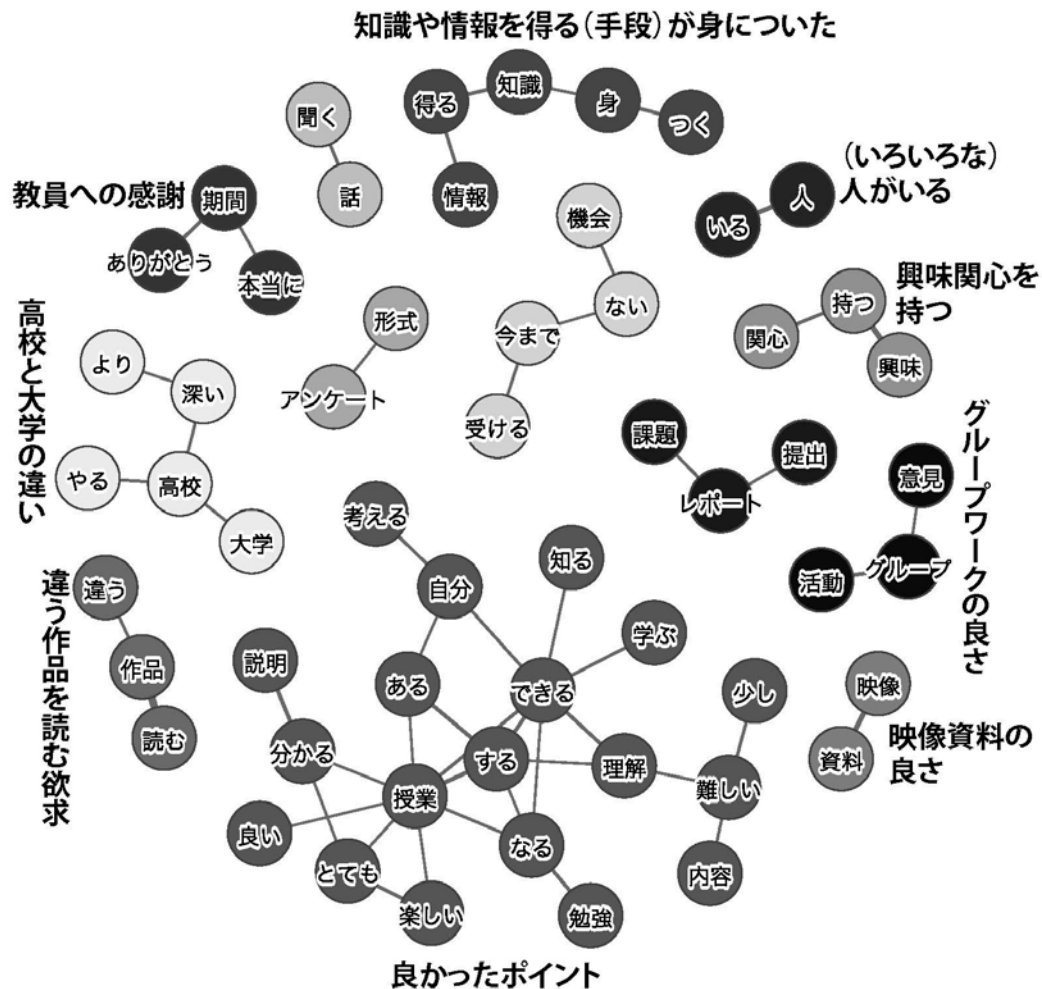 知識や情報を得る(手段)が身についた
得る
知識
身
つく
情報
聞く
話
(いろいろな)
人がいる
人
いる
教員への感謝
期間
ありがとう
本当に
機会
ない
今まで
受ける
興味関心を
持つ
関心
持つ
興味
形式
アンケート
高校と大学の違い
より
深い
やる
高校
大学
課題
提出
レポート
グループワークの良さ
意見
活動
グループ
違う作品を読む欲求
違う
作品
読む
考える
自分
知る
学ぶ
説明
ある
できる
少し
分かる
する
理解
難しい
授業
良い
なる
とても
内容
楽しい
勉強
映像
資料
映像資料の
良さ
良かったポイント